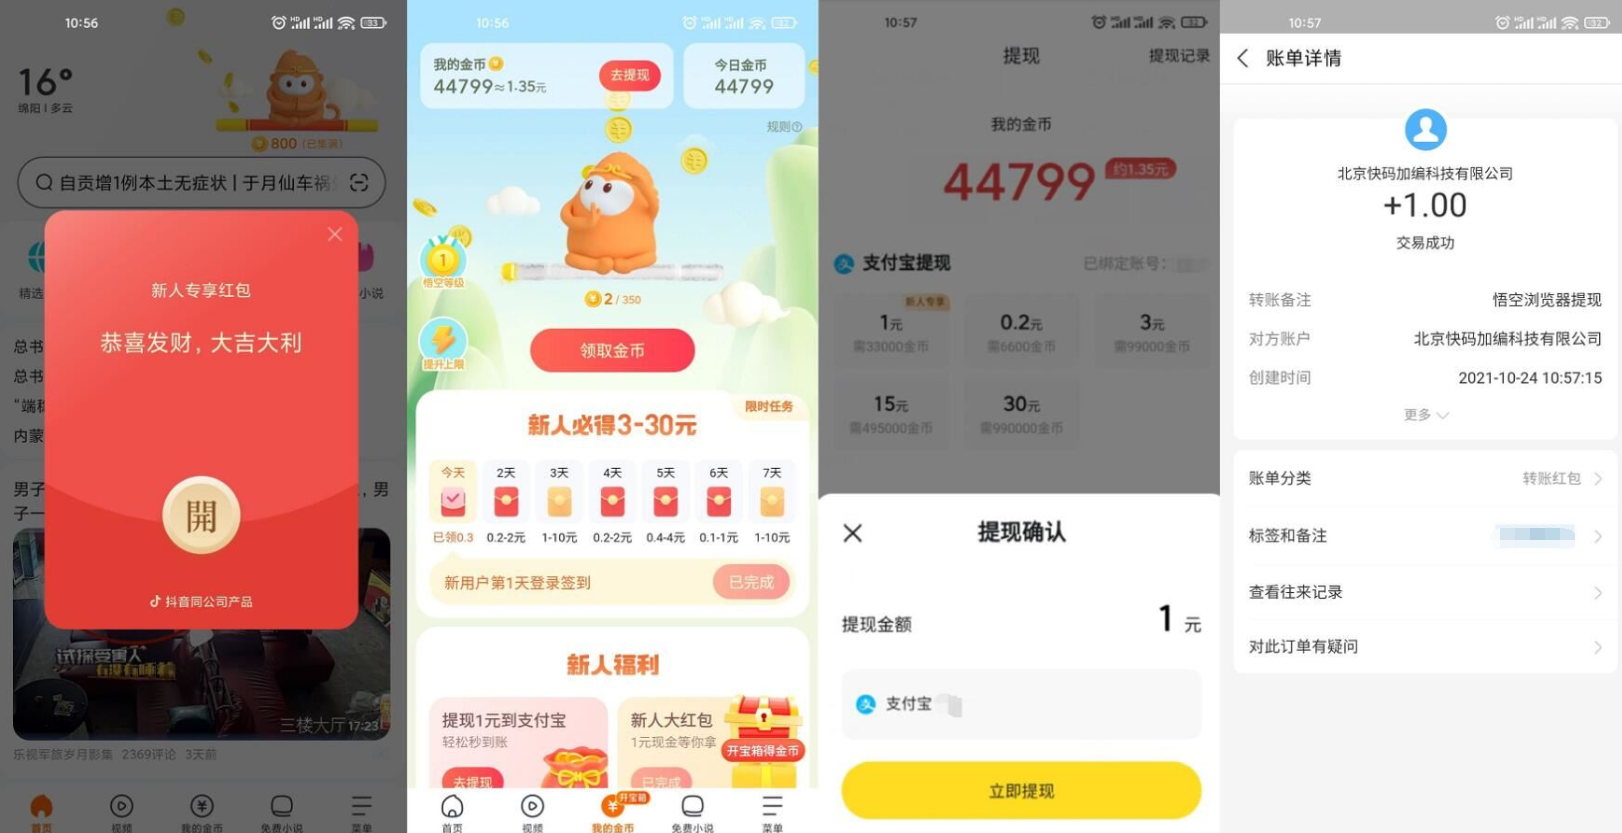 10:56
33
16°
绵阳 | 多云
800 (已集满)
自贡增1例本土无症状 | 于月仙车祸
精选
小说
新人专享红包
恭喜发财，大吉大利
開
抖音同公司产品
总书
总书
内蒙
男子
，男
子一
试探受害人
有没有睡着
三楼大厅 17:23
乐视军旅岁月影集 2369评论 3天前
首页
视频
我的金币
免费小说
菜单
10:56
我的金币
44799≈1.35元
去提现
今日金币
44799
规则
1
悟空等级
提升上限
2 / 350
领取金币
限时任务
新人必得3-30元
今天
2天
3天
4天
5天
6天
7天
已领0.3
0.2-2元
1-10元
0.2-2元
0.4-4元
0.1-1元
1-10元
新用户第1天登录签到
已完成
新人福利
提现1元到支付宝
轻松秒到账
去提现
新人大红包
1元现金等你拿
已完成
开宝箱得金币
首页
视频
开宝箱
我的金币
免费小说
菜单
10:57
32
提现
提现记录
我的金币
44799
约1.35元
支付宝提现
已绑定账号：
新人专享
1元
需33000金币
0.2元
需6600金币
3元
需99000金币
15元
需495000金币
30元
需990000金币
提现确认
提现金额
1 元
支付宝
立即提现
10:57
32
账单详情
北京快码加编科技有限公司
+1.00
交易成功
转账备注
悟空浏览器提现
对方账户
北京快码加编科技有限公司
创建时间
2021-10-24 10:57:15
更多
账单分类
转账红包
标签和备注
查看往来记录
对此订单有疑问